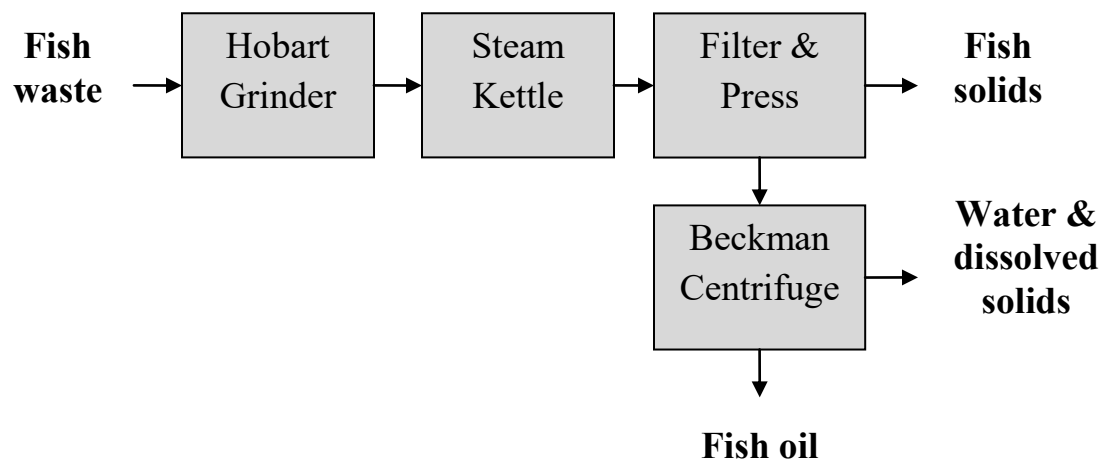 Fish
waste
Hobart
Grinder
Steam
Kettle
Filter &
Press
Fish
solids
Beckman
Centrifuge
Water &
dissolved
solids
Fish oil